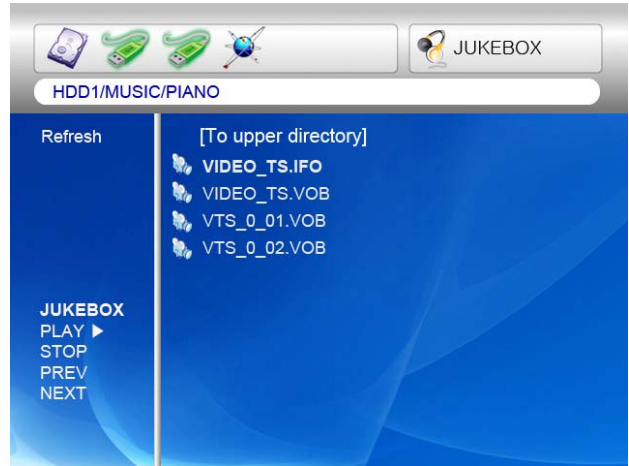 JUKEBOX
HDD1/MUSIC/PIANO
Refresh
[To upper directory]
VIDEO_TS.IFO
VIDEO_TS.VOB
VTS_0_01.VOB
VTS_0_02.VOB
JUKEBOX
PLAY ▶
STOP
PREV
NEXT